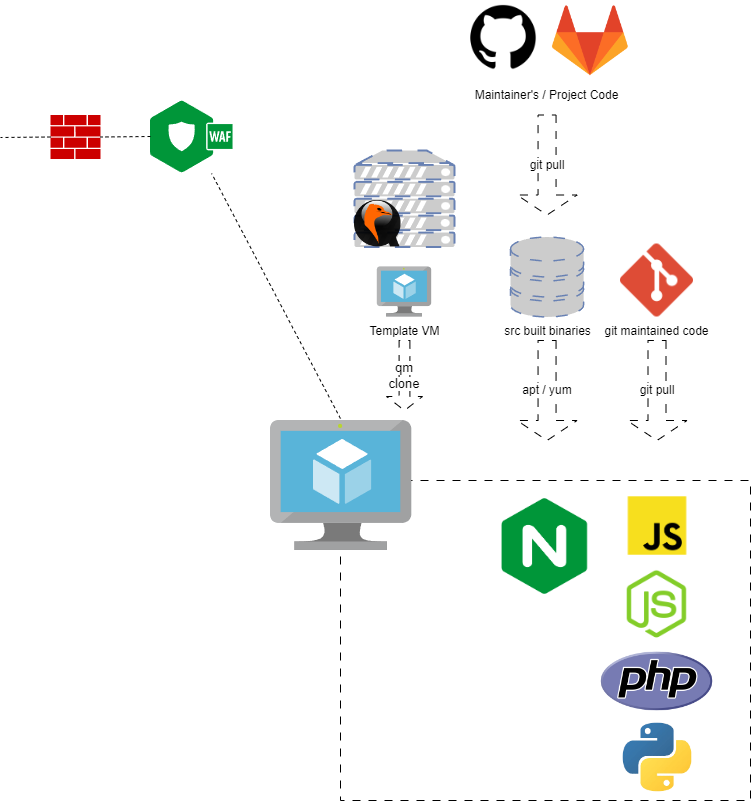 Maintainer's / Project Code
git pull
WAF
Template VM
src built binaries
git maintained code
qm
clone
apt / yum
git pull
N
JS
JS
php